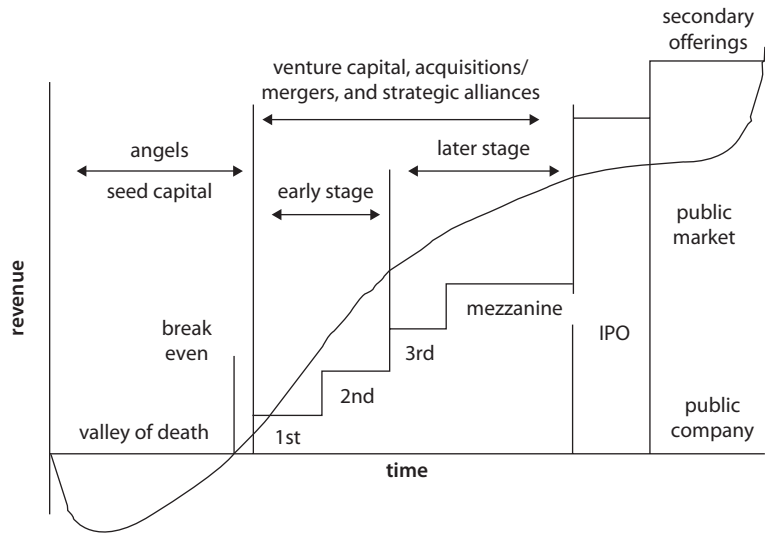 secondary
offerings
venture capital, acquisitions/
mergers, and strategic alliances
angels
seed capital
later stage
early stage
public
market
revenue
break
even
mezzanine
IPO
3rd
2nd
1st
valley of death
public
company
time